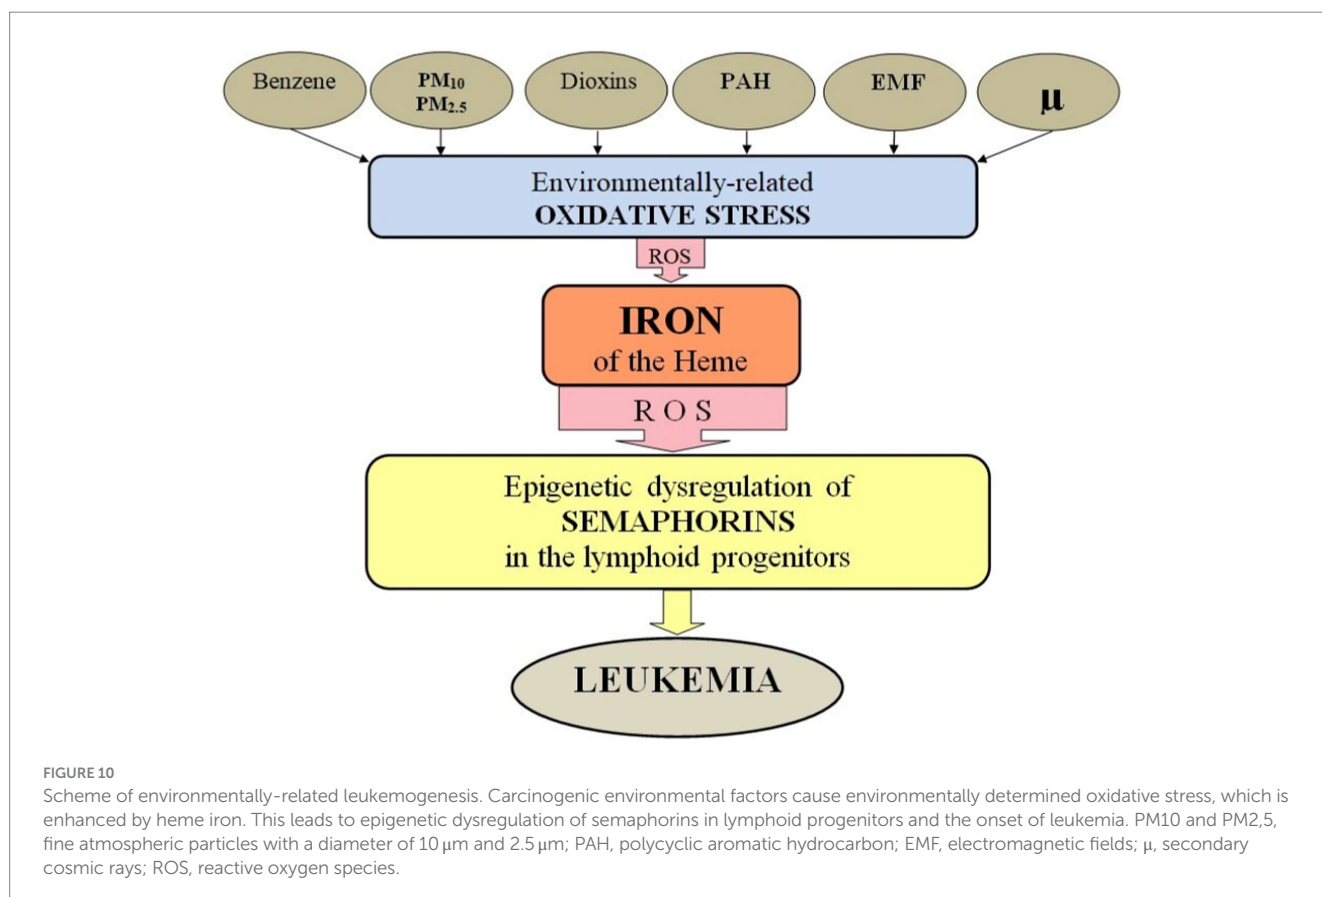 Benzene
PM10
PM2.5
Dioxins
PAH
EMF
μ
Environmentally-related
OXIDATIVE STRESS
ROS
IRON
of the Heme
R O S
Epigenetic dysregulation of
SEMAPHORINS
in the lymphoid progenitors
LEUKEMIA
FIGURE 10
Scheme of environmentally-related leukemogenesis. Carcinogenic environmental factors cause environmentally determined oxidative stress, which is
enhanced by heme iron. This leads to epigenetic dysregulation of semaphorins in lymphoid progenitors and the onset of leukemia. PM10 and PM2,5,
fine atmospheric particles with a diameter of 10 μm and 2.5 μm; PAH, polycyclic aromatic hydrocarbon; EMF, electromagnetic fields; μ, secondary
cosmic rays; ROS, reactive oxygen species.